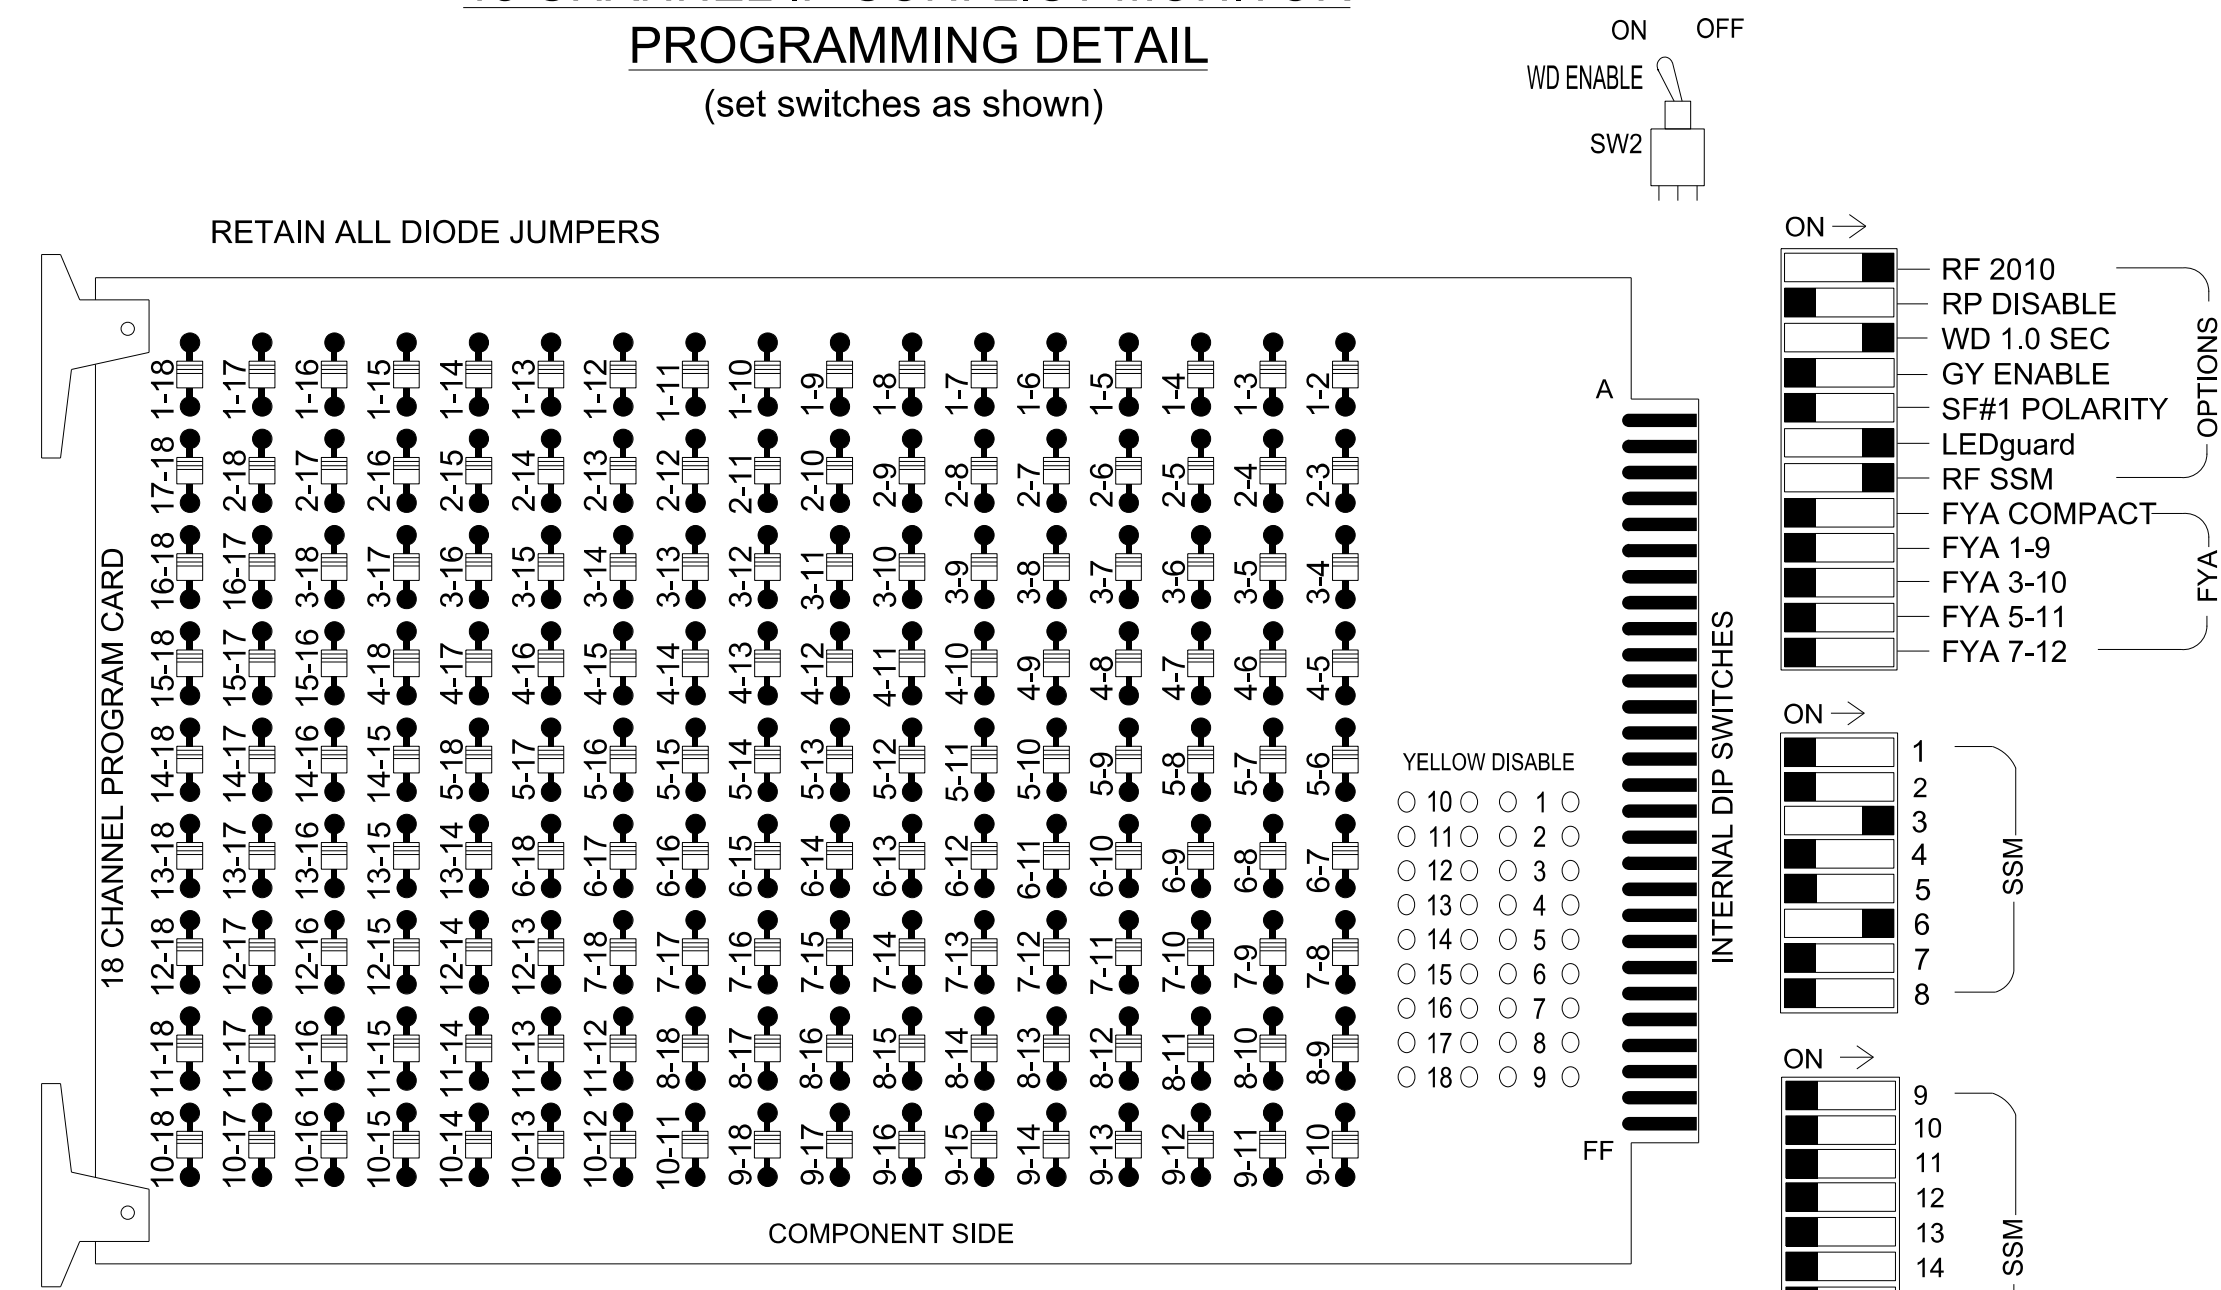 PROGRAMMING DETAIL
(set switches as shown)
ON OFF
WD ENABLE
SW2
RETAIN ALL DIODE JUMPERS
18 CHANNEL PROGRAM CARD
1-18 1-17 1-16 1-15 1-14 1-13 1-12 1-11 1-10 1-9 1-8 1-7 1-6 1-5 1-4 1-3 1-2
17-18 2-18 2-17 2-16 2-15 2-14 2-13 2-12 2-11 2-10 2-9 2-8 2-7 2-6 2-5 2-4 2-3
16-18 16-17 3-18 3-17 3-16 3-15 3-14 3-13 3-12 3-11 3-10 3-9 3-8 3-7 3-6 3-5 3-4
15-18 15-17 15-16 4-18 4-17 4-16 4-15 4-14 4-13 4-12 4-11 4-10 4-9 4-8 4-7 4-6 4-5
14-18 14-17 14-16 14-15 5-18 5-17 5-16 5-15 5-14 5-13 5-12 5-11 5-10 5-9 5-8 5-7 5-6
13-18 13-17 13-16 13-15 13-14 6-18 6-17 6-16 6-15 6-14 6-13 6-12 6-11 6-10 6-9 6-8 6-7
12-18 12-17 12-16 12-15 12-14 12-13 7-18 7-17 7-16 7-15 7-14 7-13 7-12 7-11 7-10 7-9 7-8
11-18 11-17 11-16 11-15 11-14 11-13 11-12 8-18 8-17 8-16 8-15 8-14 8-13 8-12 8-11 8-10 8-9
10-18 10-17 10-16 10-15 10-14 10-13 10-12 10-11 9-18 9-17 9-16 9-15 9-14 9-13 9-12 9-11 9-10
COMPONENT SIDE
YELLOW DISABLE
10 1
11 2
12 3
13 4
14 5
15 6
16 7
17 8
18 9
A
FF
INTERNAL DIP SWITCHES
ON
RF 2010
RP DISABLE
WD 1.0 SEC
GY ENABLE
SF#1 POLARITY
LEDguard
RF SSM
OPTIONS
FYA COMPACT
FYA 1-9
FYA 3-10
FYA 5-11
FYA 7-12
FYA
ON
1
2
3
4
5
6
7
8
SSM
ON
9
10
11
12
13
14
SSM